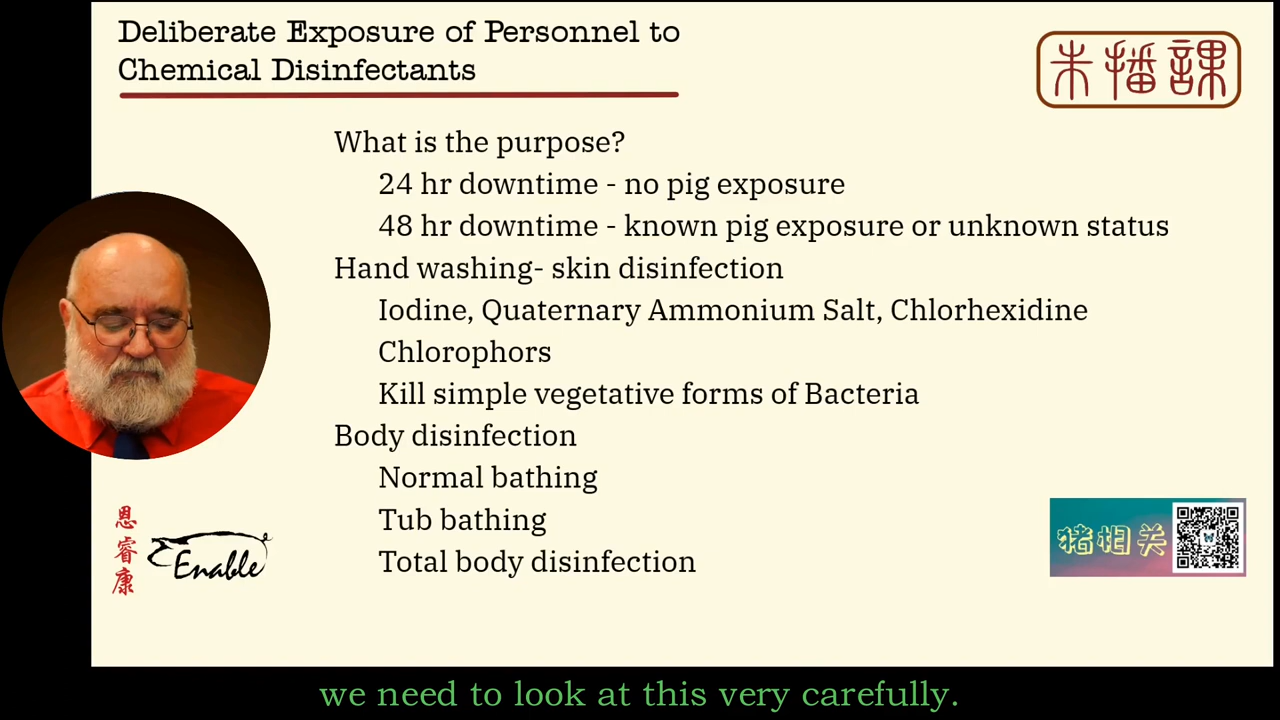 Deliberate Exposure of Personnel to
Chemical Disinfectants
未播課
What is the purpose?
24 hr downtime - no pig exposure
48 hr downtime - known pig exposure or unknown status
Hand washing- skin disinfection
Iodine, Quaternary Ammonium Salt, Chlorhexidine
Chlorophors
Kill simple vegetative forms of Bacteria
Body disinfection
Normal bathing
Tub bathing
Total body disinfection
恩睿康
Enable
猪相关
we need to look at this very carefully.